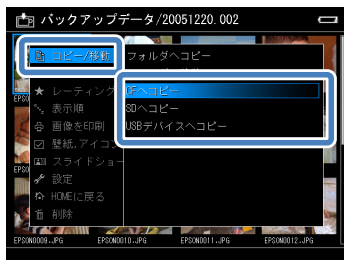 バックアップデータ/20051220.002
コピー/移動
フォルダへコピー
CFへコピー
SDへコピー
USBデバイスへコピー
レーティング
表示順
画像を印刷
壁紙.アイコン
スライドショー
設定
HOMEに戻る
削除
EPSON0009.JPG
EPSON0010.JPG
EPSON0011.JPG
EPSON0012.JPG